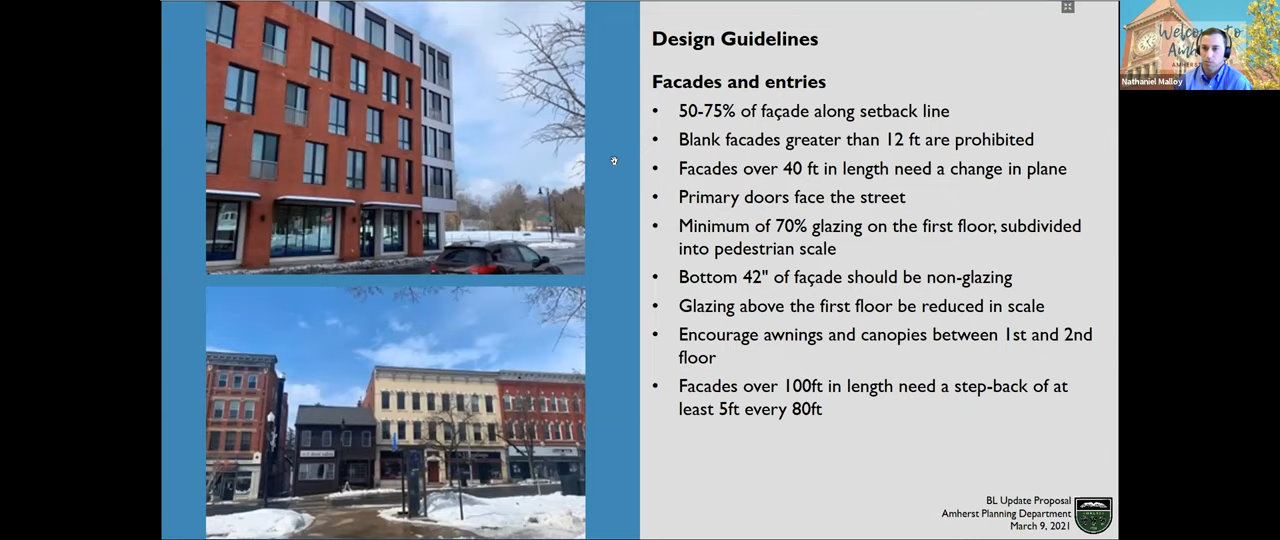 Design Guidelines
Facades and entries
• 50-75% of façade along setback line
• Blank facades greater than 12 ft are prohibited
• Facades over 40 ft in length need a change in plane
• Primary doors face the street
• Minimum of 70% glazing on the first floor, subdivided
into pedestrian scale
• Bottom 42" of façade should be non-glazing
• Glazing above the first floor be reduced in scale
• Encourage awnings and canopies between 1st and 2nd
floor
• Facades over 100ft in length need a step-back of at
least 5ft every 80ft
BL Update Proposal
Amherst Planning Department
March 9, 2021
Welcome to
Nathaniel Malloy